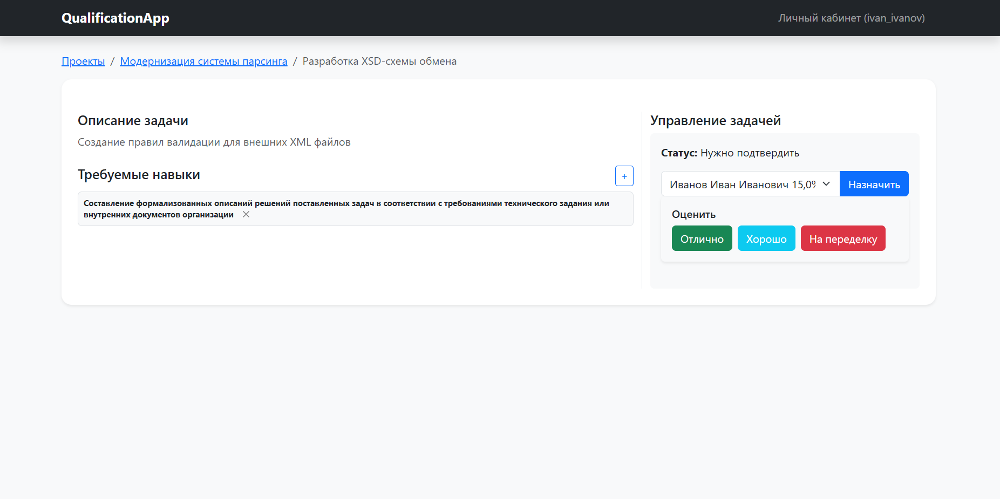 QualificationApp
Личный кабинет (ivan_ivanov)
Проекты / Модернизация системы парсинга / Разработка XSD-схемы обмена
Описание задачи
Создание правил валидации для внешних XML файлов
Требуемые навыки
+
Составление формализованных описаний решений поставленных задач в соответствии с требованиями технического задания или
внутренних документов организации
Управление задачей
Статус: Нужно подтвердить
Иванов Иван Иванович 15,0%
Назначить
Оценить
Отлично
Хорошо
На переделку